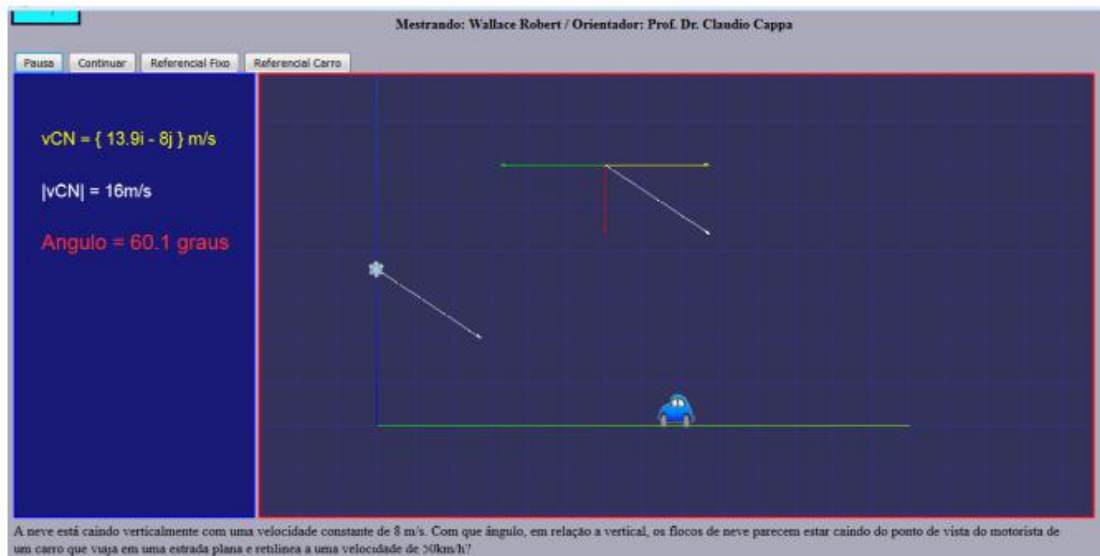 Mestrando: Wallace Robert / Orientador: Prof. Dr. Claudio Cappa
Pausa Continuar Referencial Fixo Referencial Carro
vCN = { 13.9i - 8j } m/s
|vCN| = 16m/s
Angulo = 60.1 graus
A neve está caindo verticalmente com uma velocidade constante de 8 m/s. Com que ângulo, em relação a vertical, os flocos de neve parecem estar caindo do ponto de vista do motorista de
um carro que viaja em uma estrada plana e retilínea a uma velocidade de 50km/h?